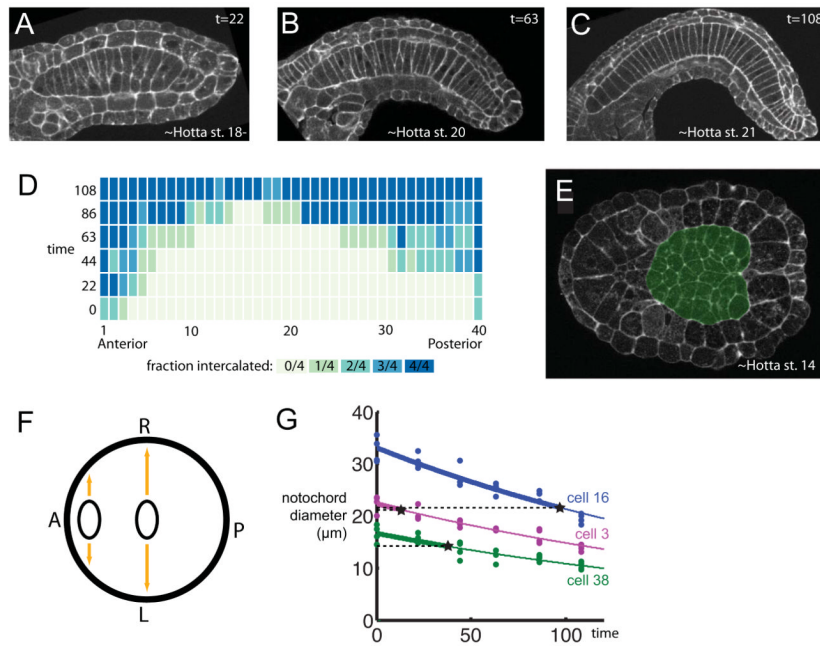 A
t=22
~Hotta st. 18-
B
t=63
~Hotta st. 20
C
t=108
~Hotta st. 21
D
108
86
63
44
22
0
time
1 10 20 30 40
Anterior Posterior
fraction intercalated: 0/4 1/4 2/4 3/4 4/4
E
~Hotta st. 14
F
R
A
P
L
G
40
30
20
10
0
notochord
diameter
(µm)
cell 16
cell 3
cell 38
0 50 100 time